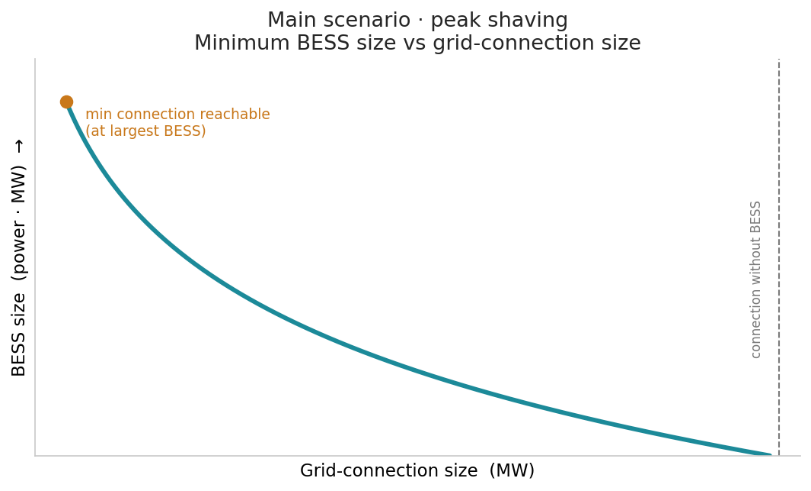 Main scenario · peak shaving
Minimum BESS size vs grid-connection size
min connection reachable
(at largest BESS)
BESS size  (power · MW)  →
connection without BESS
Grid-connection size  (MW)